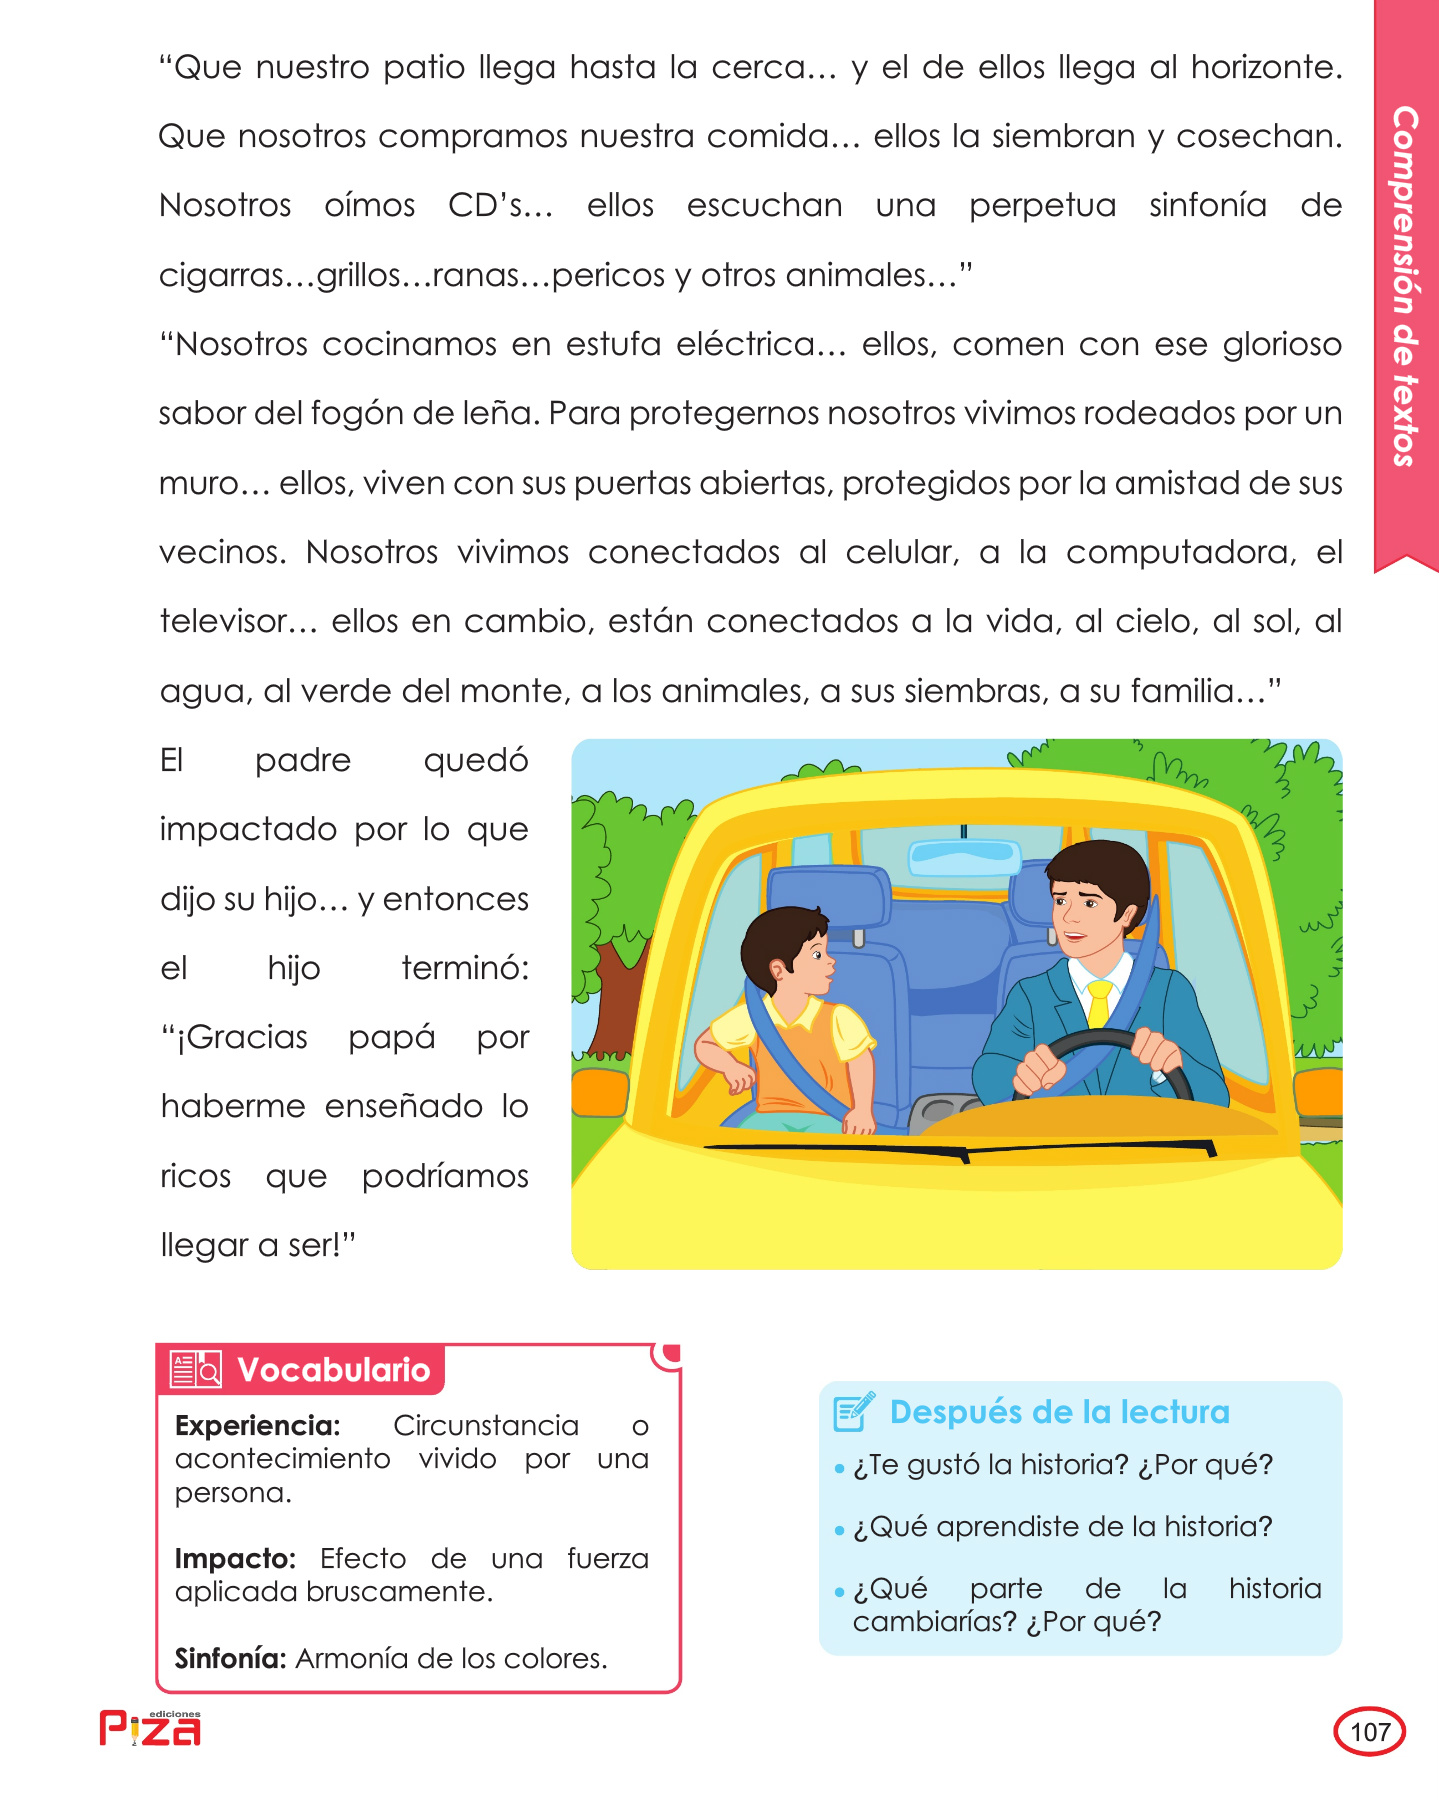 “Que nuestro patio llega hasta la cerca… y el de ellos llega al horizonte.
Que nosotros compramos nuestra comida… ellos la siembran y cosechan.
Nosotros oímos CD’s… ellos escuchan una perpetua sinfonía de
cigarras…grillos…ranas…pericos y otros animales…”
“Nosotros cocinamos en estufa eléctrica… ellos, comen con ese glorioso
sabor del fogón de leña. Para protegernos nosotros vivimos rodeados por un
muro… ellos, viven con sus puertas abiertas, protegidos por la amistad de sus
vecinos. Nosotros vivimos conectados al celular, a la computadora, el
televisor… ellos en cambio, están conectados a la vida, al cielo, al sol, al
agua, al verde del monte, a los animales, a sus siembras, a su familia…”
El padre quedó
impactado por lo que
dijo su hijo… y entonces
el hijo terminó:
“¡Gracias papá por
haberme enseñado lo
ricos que podríamos
llegar a ser!”
Comprensión de textos
Vocabulario
Experiencia: Circunstancia o
acontecimiento vivido por una
persona.
Impacto: Efecto de una fuerza
aplicada bruscamente.
Sinfonía: Armonía de los colores.
Después de la lectura
• ¿Te gustó la historia? ¿Por qué?
• ¿Qué aprendiste de la historia?
• ¿Qué parte de la historia
cambiarías? ¿Por qué?
ediciones
Piza
107